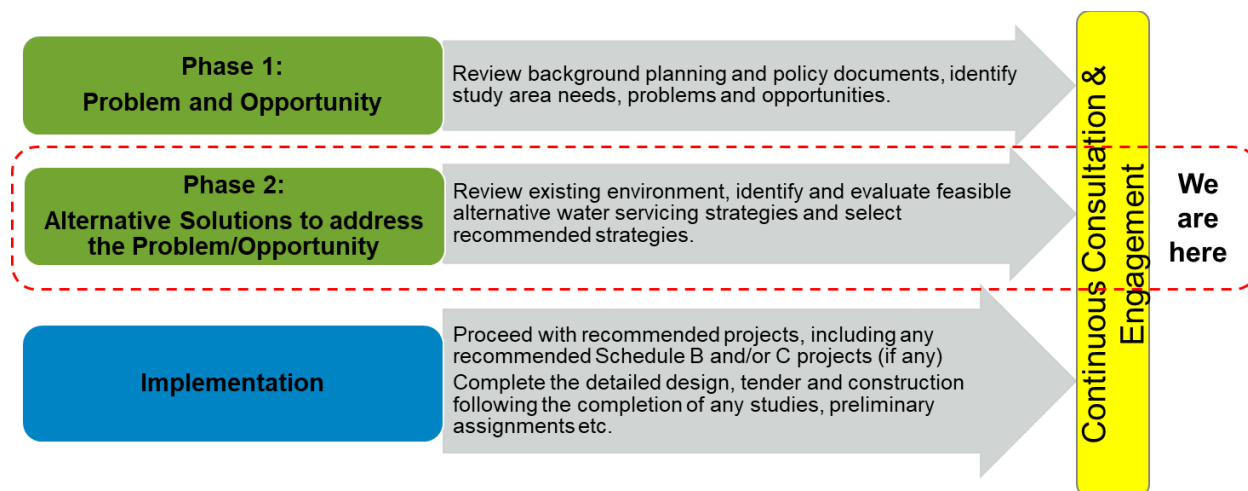 Phase 1:
Problem and Opportunity
Review background planning and policy documents, identify
study area needs, problems and opportunities.
Phase 2:
Alternative Solutions to address
the Problem/Opportunity
Review existing environment, identify and evaluate feasible
alternative water servicing strategies and select
recommended strategies.
Implementation
Proceed with recommended projects, including any
recommended Schedule B and/or C projects (if any)
Complete the detailed design, tender and construction
following the completion of any studies, preliminary
assignments etc.
Continuous Consultation &
Engagement
We
are
here